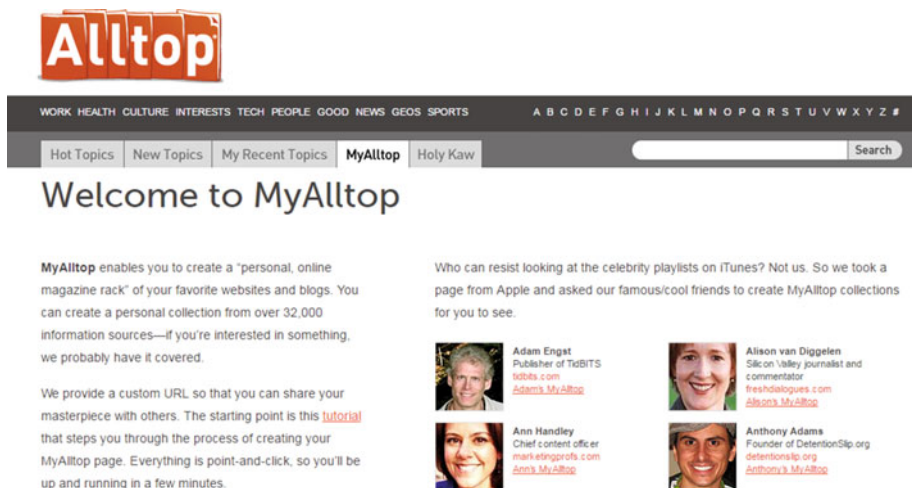 Alltop
WORK HEALTH CULTURE INTERESTS TECH PEOPLE GOOD NEWS GEOS SPORTS
A B C D E F G H I J K L M N O P Q R S T U V W X Y Z #
Hot Topics New Topics My Recent Topics MyAlltop Holy Kaw
Search
Welcome to MyAlltop
MyAlltop enables you to create a "personal, online
magazine rack" of your favorite websites and blogs. You
can create a personal collection from over 32,000
information sources—if you're interested in something,
we probably have it covered.
We provide a custom URL so that you can share your
masterpiece with others. The starting point is this tutorial
that steps you through the process of creating your
MyAlltop page. Everything is point-and-click, so you'll be
up and running in a few minutes.
Who can resist looking at the celebrity playlists on iTunes? Not us. So we took a
page from Apple and asked our famous/cool friends to create MyAlltop collections
for you to see.
Adam Engst
Publisher of TidBITS
tidbits.com
Adam's MyAlltop
Alison van Diggelen
Silicon Valley journalist and
commentator
freshdialogues.com
Alison's MyAlltop
Ann Handley
Chief content officer
marketingprofs.com
Ann's MyAlltop
Anthony Adams
Founder of DetentionSlip.org
detentionslip.org
Anthony's MyAlltop